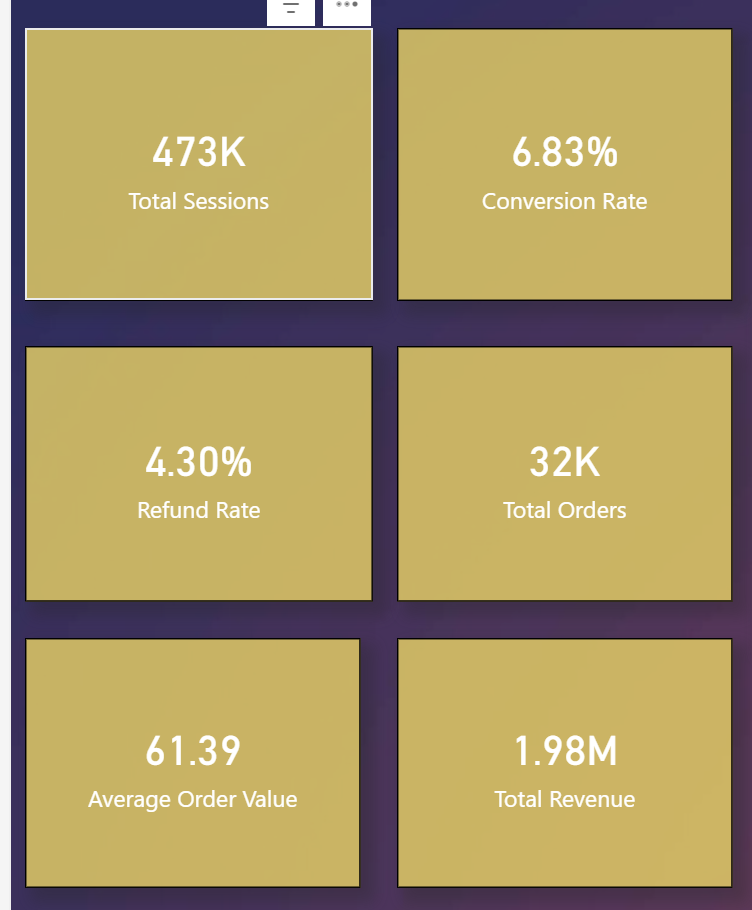 473K
Total Sessions
6.83%
Conversion Rate
4.30%
Refund Rate
32K
Total Orders
61.39
Average Order Value
1.98M
Total Revenue